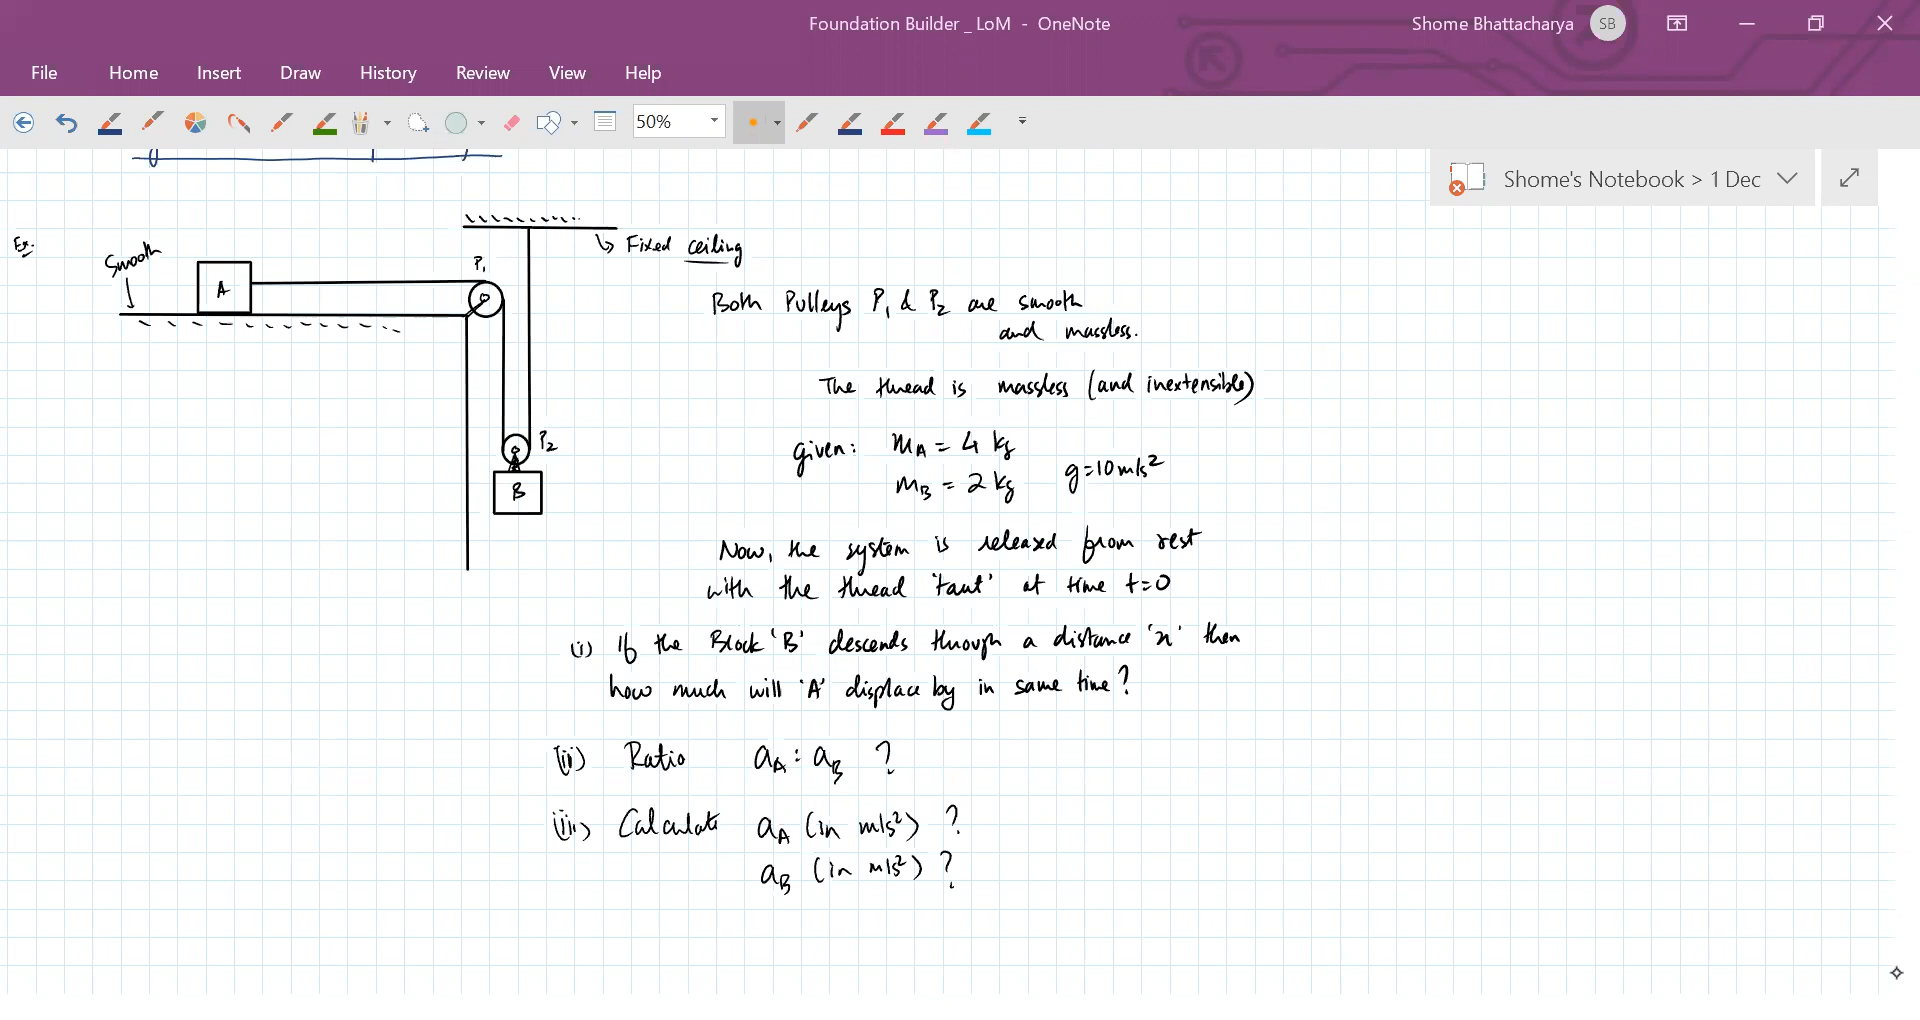 Foundation Builder _ LoM - OneNote
Shome Bhattacharya
SB
File
Home
Insert
Draw
History
Review
View
Help
50%
Shome's Notebook > 1 Dec
Ex.
Smooth
A
P1
Fixed ceiling
P2
B
Both Pulleys P1 & P2 are smooth
and massless.
The thread is massless (and inextensible)
given: mA = 4 kg
mB = 2 kg
g=10 m/s²
Now, the system is released from rest
with the thread 'taut' at time t=0
(i) If the Block 'B' descends through a distance 'x' then
how much will 'A' displace by in same time?
(ii) Ratio aA : aB ?
(iii) Calculate aA (in m/s²) ?
aB (in m/s²) ?